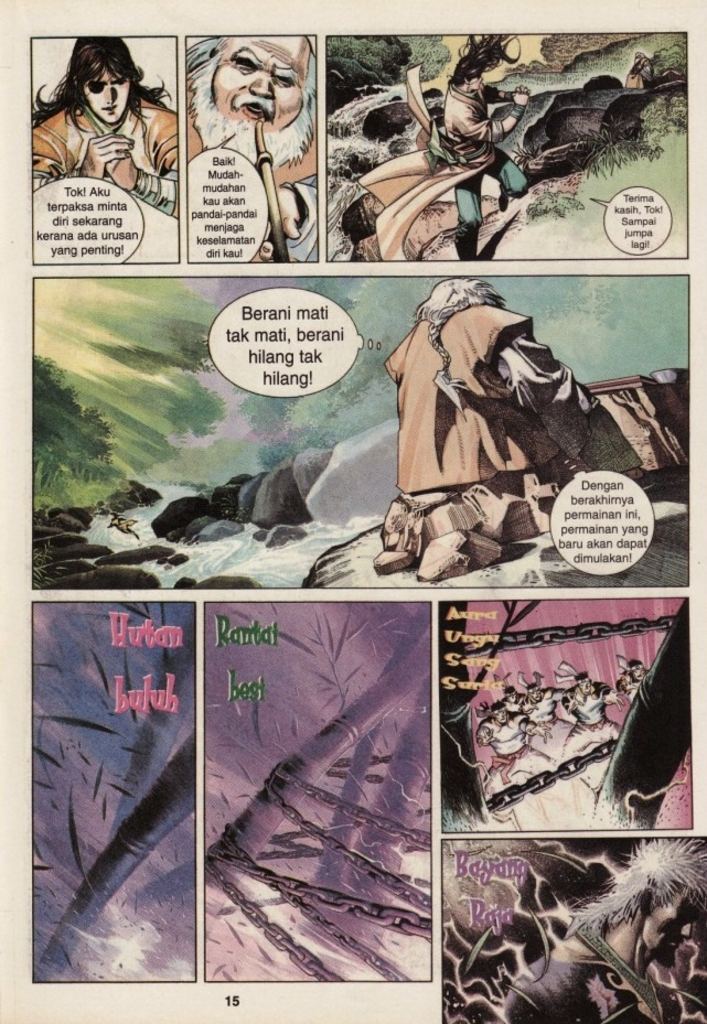 Tok! Aku
terpaksa minta
diri sekarang
kerana ada urusan
yang penting!
Baik!
Mudah-
mudahan
kau akan
pandai-pandai
menjaga
keselamatan
diri kau!
Terima
kasih, Tok!
Sampai
jumpa
lagi!
Berani mati
tak mati, berani
hilang tak
hilang!
Dengan
berakhirnya
permainan ini,
permainan yang
baru akan dapat
dimulakan!
Hutan
buluh
Rantai
besi
Aura
Ungu
Sang
Suria
Bayang
Raja
15